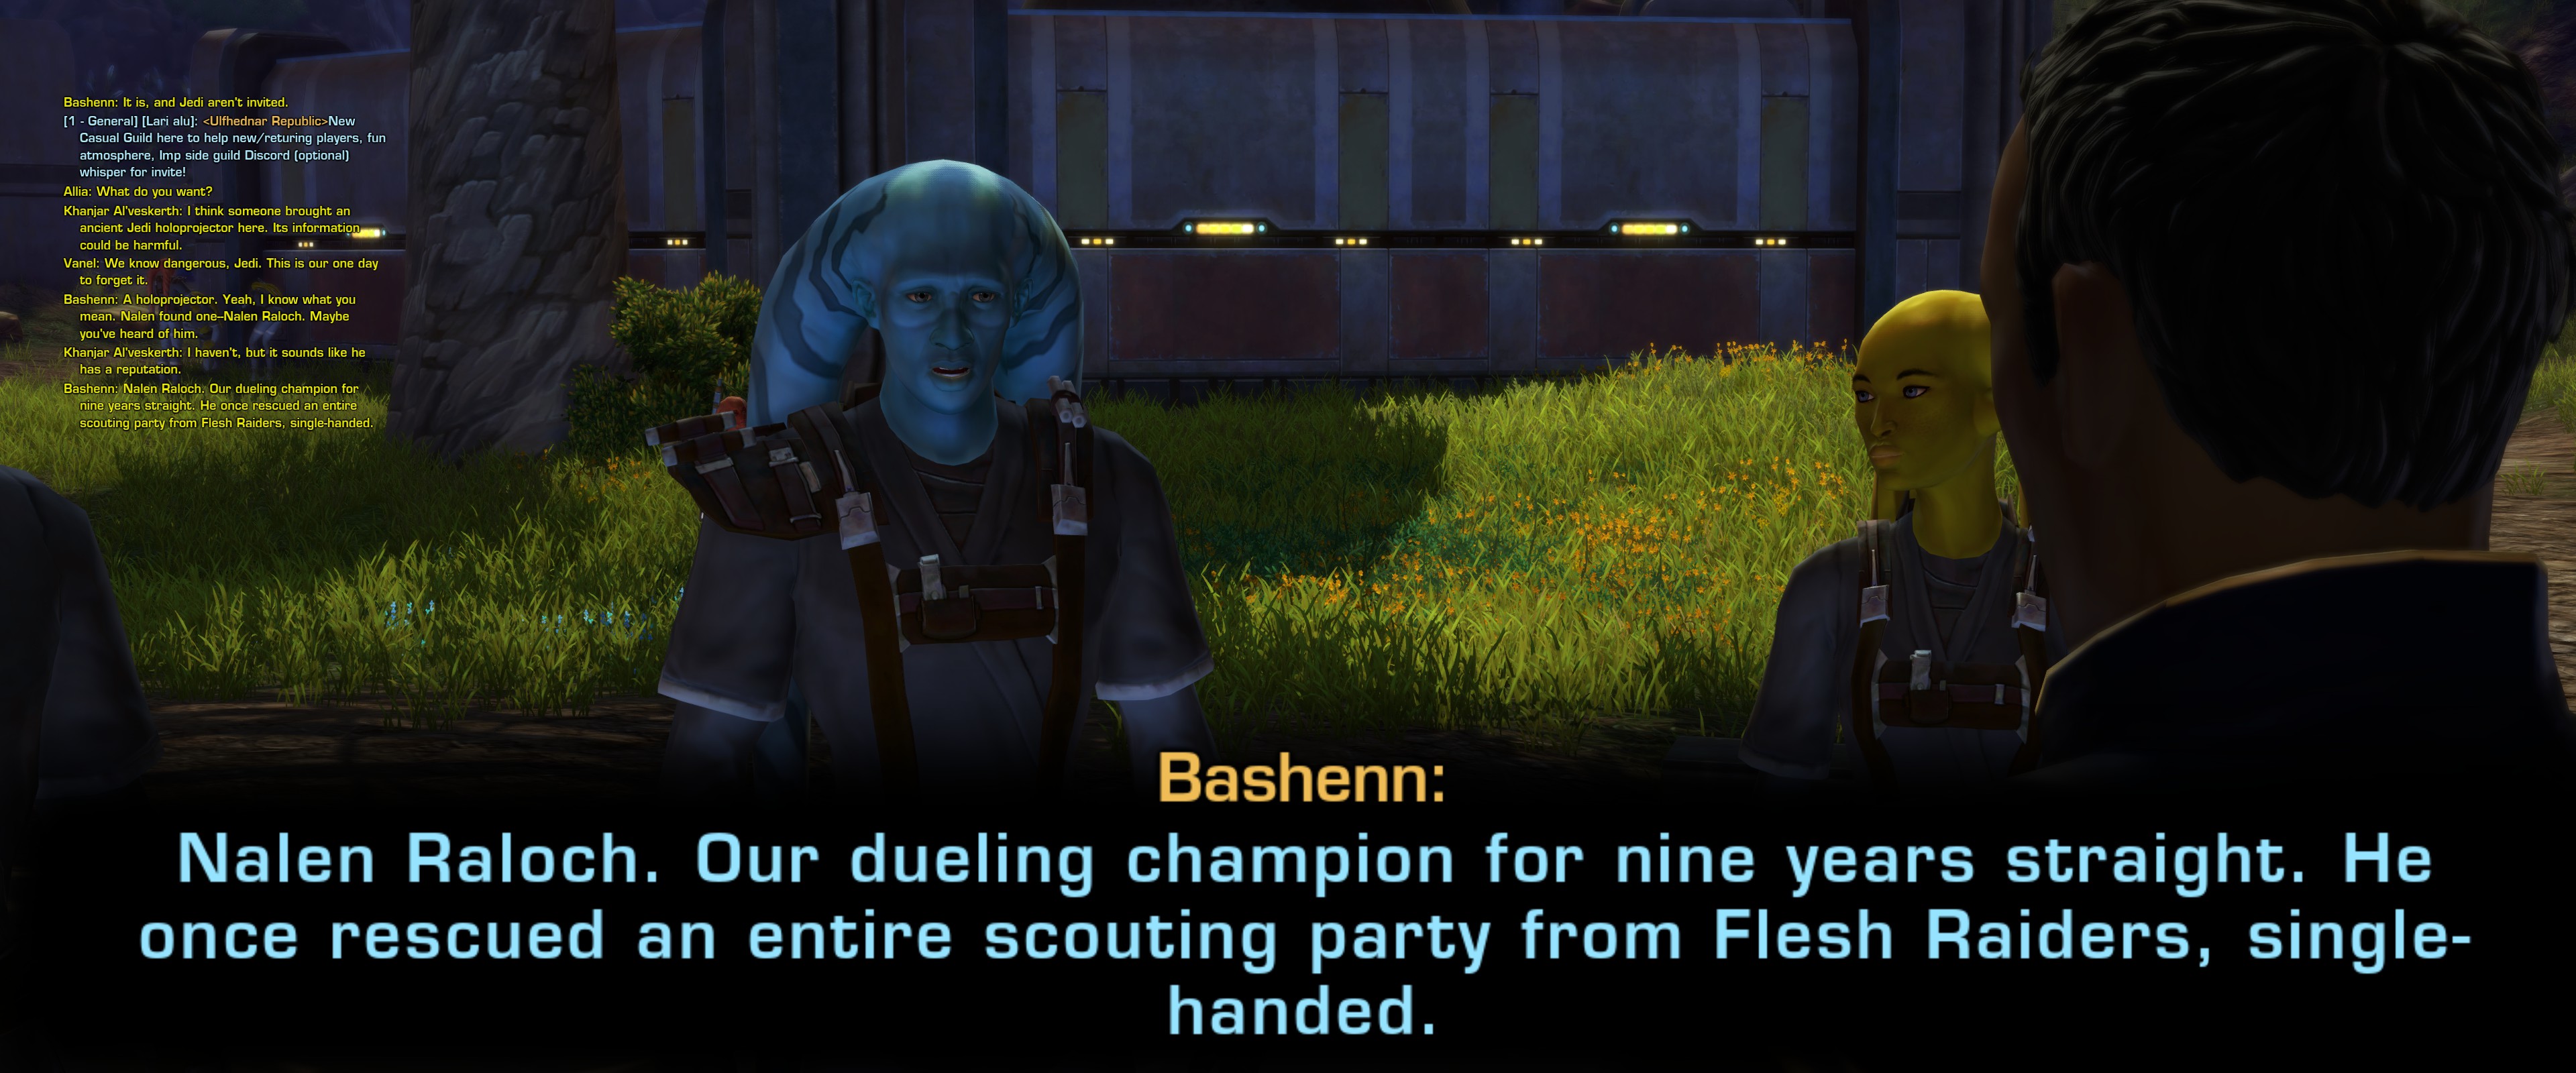 Bashenn: It is, and Jedi aren't invited.
[1 - General] [Lari alu]: <Ulfhednar Republic>New
Casual Guild here to help new/returing players, fun
atmosphere, Imp side guild Discord (optional)
whisper for invite!
Allia: What do you want?
Khanjar Al'veskerth: I think someone brought an
ancient Jedi holoprojector here. Its information
could be harmful.
Vanel: We know dangerous, Jedi. This is our one day
to forget it.
Bashenn: A holoprojector. Yeah, I know what you
mean. Nalen found one–Nalen Raloch. Maybe
you've heard of him.
Khanjar Al'veskerth: I haven't, but it sounds like he
has a reputation.
Bashenn: Nalen Raloch. Our dueling champion for
nine years straight. He once rescued an entire
scouting party from Flesh Raiders, single-handed.
Bashenn:
Nalen Raloch. Our dueling champion for nine years straight. He
once rescued an entire scouting party from Flesh Raiders, single-
handed.